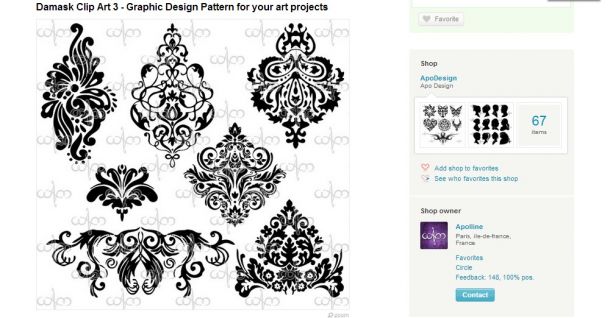 Damask Clip Art 3 - Graphic Design Pattern for your art projects
Favorite
Shop
ApoDesign
Apo Design
67
items
Add shop to favorites
See who favorites this shop
Shop owner
Apolline
Paris, ile-de-france,
France
Favorites
Circle
Feedback: 148, 100% pos.
Contact
zoom